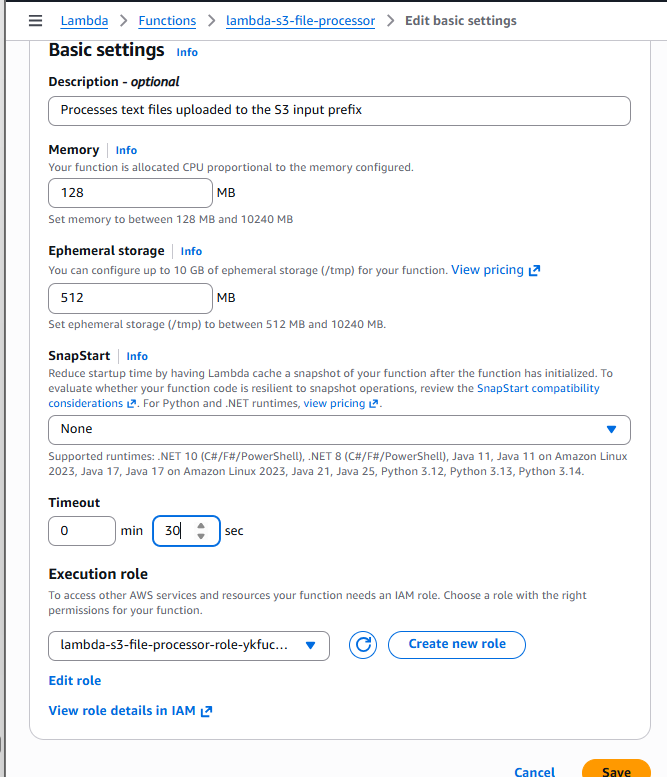 Lambda > Functions > lambda-s3-file-processor > Edit basic settings
Basic settings Info
Description - optional
Processes text files uploaded to the S3 input prefix
Memory Info
Your function is allocated CPU proportional to the memory configured.
128 MB
Set memory to between 128 MB and 10240 MB
Ephemeral storage Info
You can configure up to 10 GB of ephemeral storage (/tmp) for your function. View pricing
512 MB
Set ephemeral storage (/tmp) to between 512 MB and 10240 MB.
SnapStart Info
Reduce startup time by having Lambda cache a snapshot of your function after the function has initialized. To
evaluate whether your function code is resilient to snapshot operations, review the SnapStart compatibility
considerations. For Python and .NET runtimes, view pricing.
None
Supported runtimes: .NET 10 (C#/F#/PowerShell), .NET 8 (C#/F#/PowerShell), Java 11, Java 11 on Amazon Linux
2023, Java 17, Java 17 on Amazon Linux 2023, Java 21, Java 25, Python 3.12, Python 3.13, Python 3.14.
Timeout
0 min 30 sec
Execution role
To access other AWS services and resources your function needs an IAM role. Choose a role with the right
permissions for your function.
lambda-s3-file-processor-role-ykfuc... Create new role
Edit role
View role details in IAM
Cancel Save